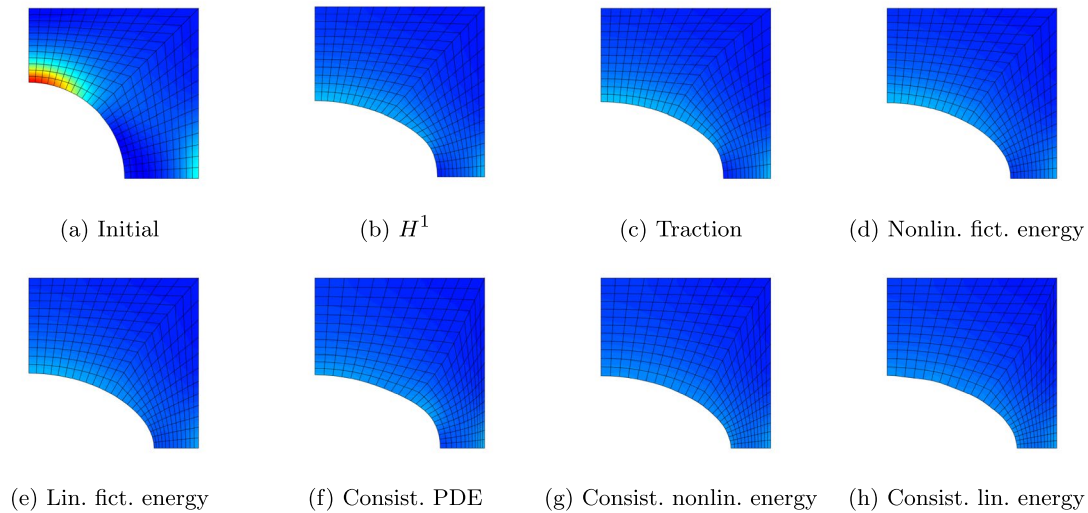 (a) Initial
(b) H¹
(c) Traction
(d) Nonlin. fict. energy
(e) Lin. fict. energy
(f) Consist. PDE
(g) Consist. nonlin. energy
(h) Consist. lin. energy